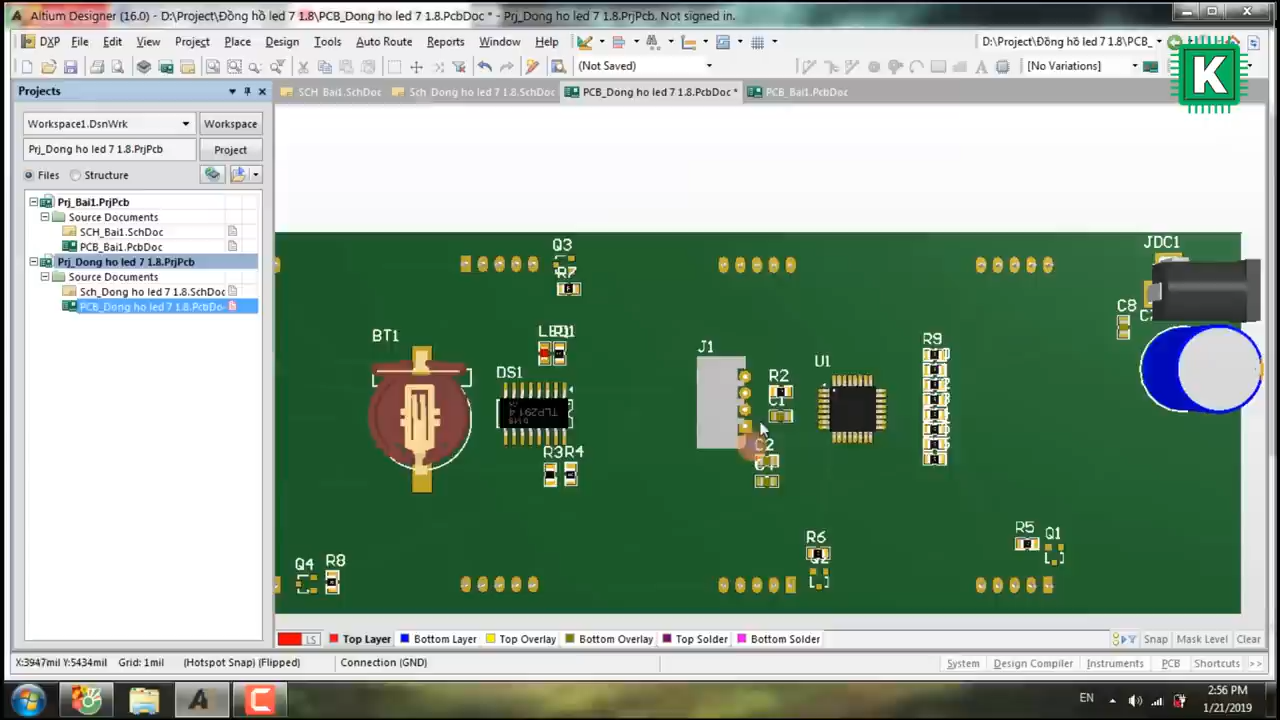 Altium Designer (16.0) - D:\Project\Đồng hồ led 7 1.8\PCB_Dong ho led 7 1.8.PcbDoc * - Prj_Dong ho led 7 1.8.PrjPcb. Not signed in.
DXP File Edit View Project Place Design Tools Auto Route Reports Window Help D:\Project\Đồng hồ led 7 1.8\PCB_
(Not Saved) [No Variations]
K
Projects
SCH_Bai1.SchDoc Sch_Dong ho led 7 1.8.SchDoc PCB_Dong ho led 7 1.8.PcbDoc * PCB_Bai1.PcbDoc
Workspace1.DsnWrk Workspace
Prj_Dong ho led 7 1.8.PrjPcb Project
Files Structure
Prj_Bai1.PrjPcb
Source Documents
SCH_Bai1.SchDoc
PCB_Bai1.PcbDoc
Prj_Dong ho led 7 1.8.PrjPcb
Source Documents
Sch_Dong ho led 7 1.8.SchDoc
PCB_Dong ho led 7 1.8.PcbDo
Q3
JDC1
R7
C8
BT1
R9
J1
U1
DS1
R2
C1
C2
R3 R4
R6
R5 Q1
Q4 R8
LS Top Layer Bottom Layer Top Overlay Bottom Overlay Top Solder Bottom Solder Snap Mask Level Clear
X:3947mil Y:5434mil Grid: 1mil (Hotspot Snap) (Flipped) Connection (GND) System Design Compiler Instruments PCB Shortcuts >>
EN
2:56 PM
1/21/2019